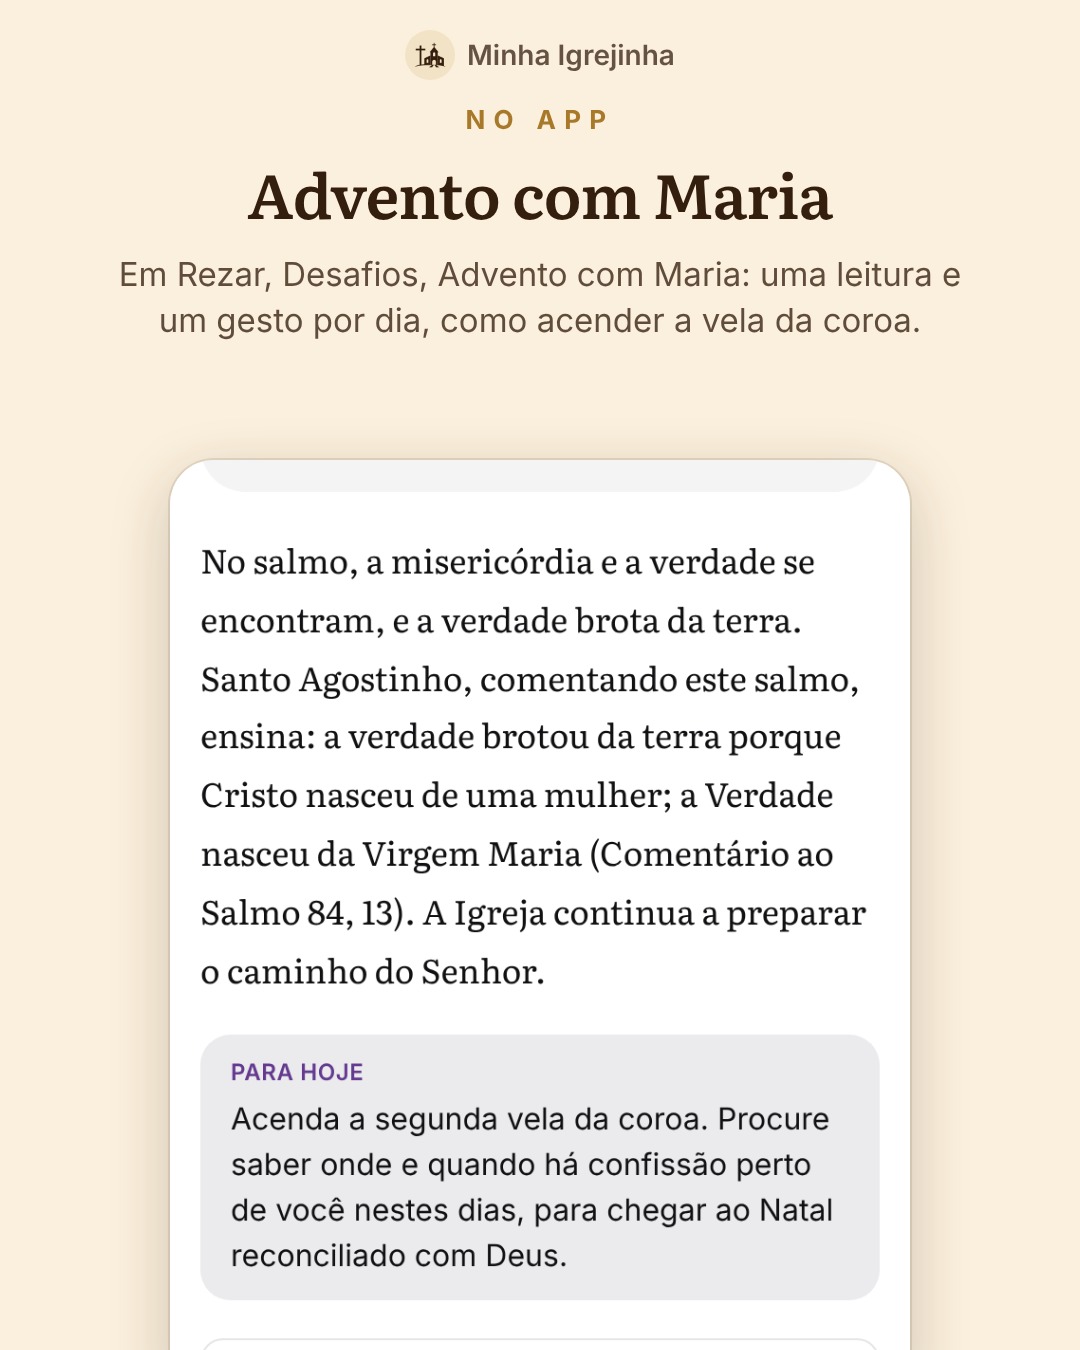 Minha Igrejinha
NO APP
Advento com Maria
Em Rezar, Desafios, Advento com Maria: uma leitura e
um gesto por dia, como acender a vela da coroa.
No salmo, a misericórdia e a verdade se
encontram, e a verdade brota da terra.
Santo Agostinho, comentando este salmo,
ensina: a verdade brotou da terra porque
Cristo nasceu de uma mulher; a Verdade
nasceu da Virgem Maria (Comentário ao
Salmo 84, 13). A Igreja continua a preparar
o caminho do Senhor.
PARA HOJE
Acenda a segunda vela da coroa. Procure
saber onde e quando há confissão perto
de você nestes dias, para chegar ao Natal
reconciliado com Deus.